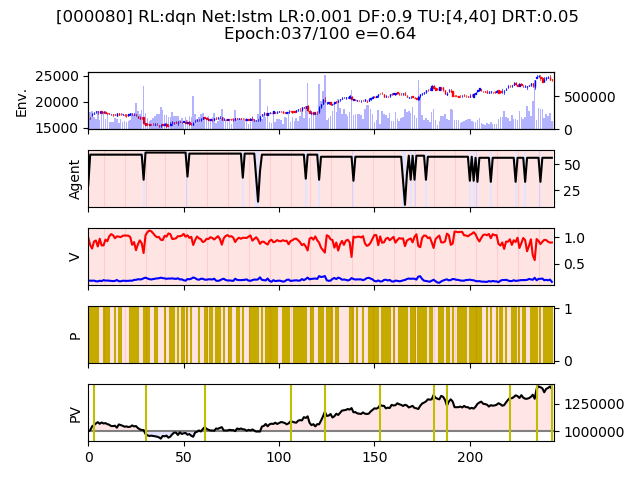 [000080] RL:dqn Net:lstm LR:0.001 DF:0.9 TU:[4,40] DRT:0.05
Epoch:037/100 e=0.64
Env.
25000
20000
15000
500000
0
Agent
50
25
V
1.0
0.5
P
1
0
PV
1250000
1000000
0
50
100
150
200